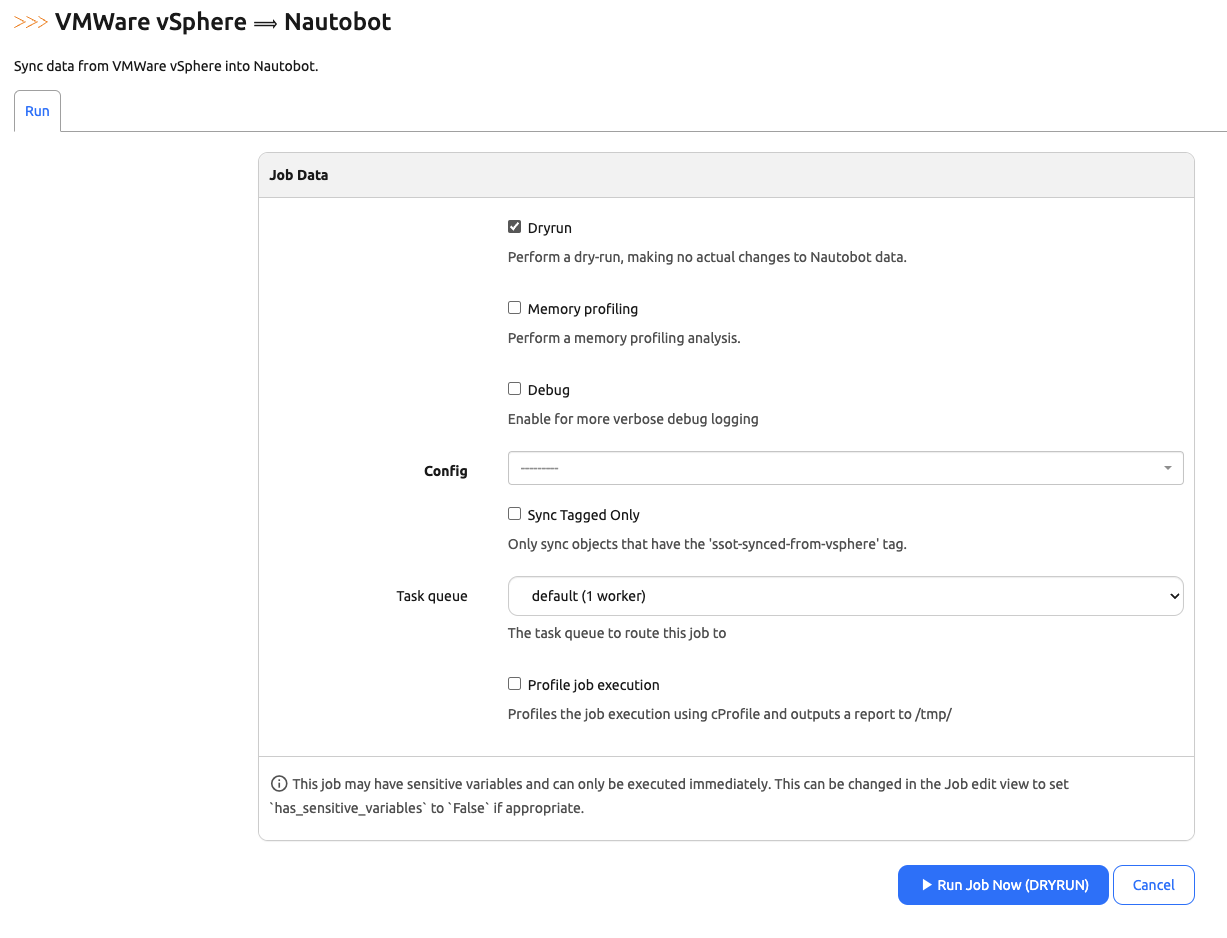 >>> VMWare vSphere ⟹ Nautobot
Sync data from VMWare vSphere into Nautobot.
Run
Job Data
Dryrun
Perform a dry-run, making no actual changes to Nautobot data.
Memory profiling
Perform a memory profiling analysis.
Debug
Enable for more verbose debug logging
Config
---------
Sync Tagged Only
Only sync objects that have the 'ssot-synced-from-vsphere' tag.
Task queue
default (1 worker)
The task queue to route this job to
Profile job execution
Profiles the job execution using cProfile and outputs a report to /tmp/
This job may have sensitive variables and can only be executed immediately. This can be changed in the Job edit view to set
`has_sensitive_variables` to `False` if appropriate.
Run Job Now (DRYRUN)
Cancel